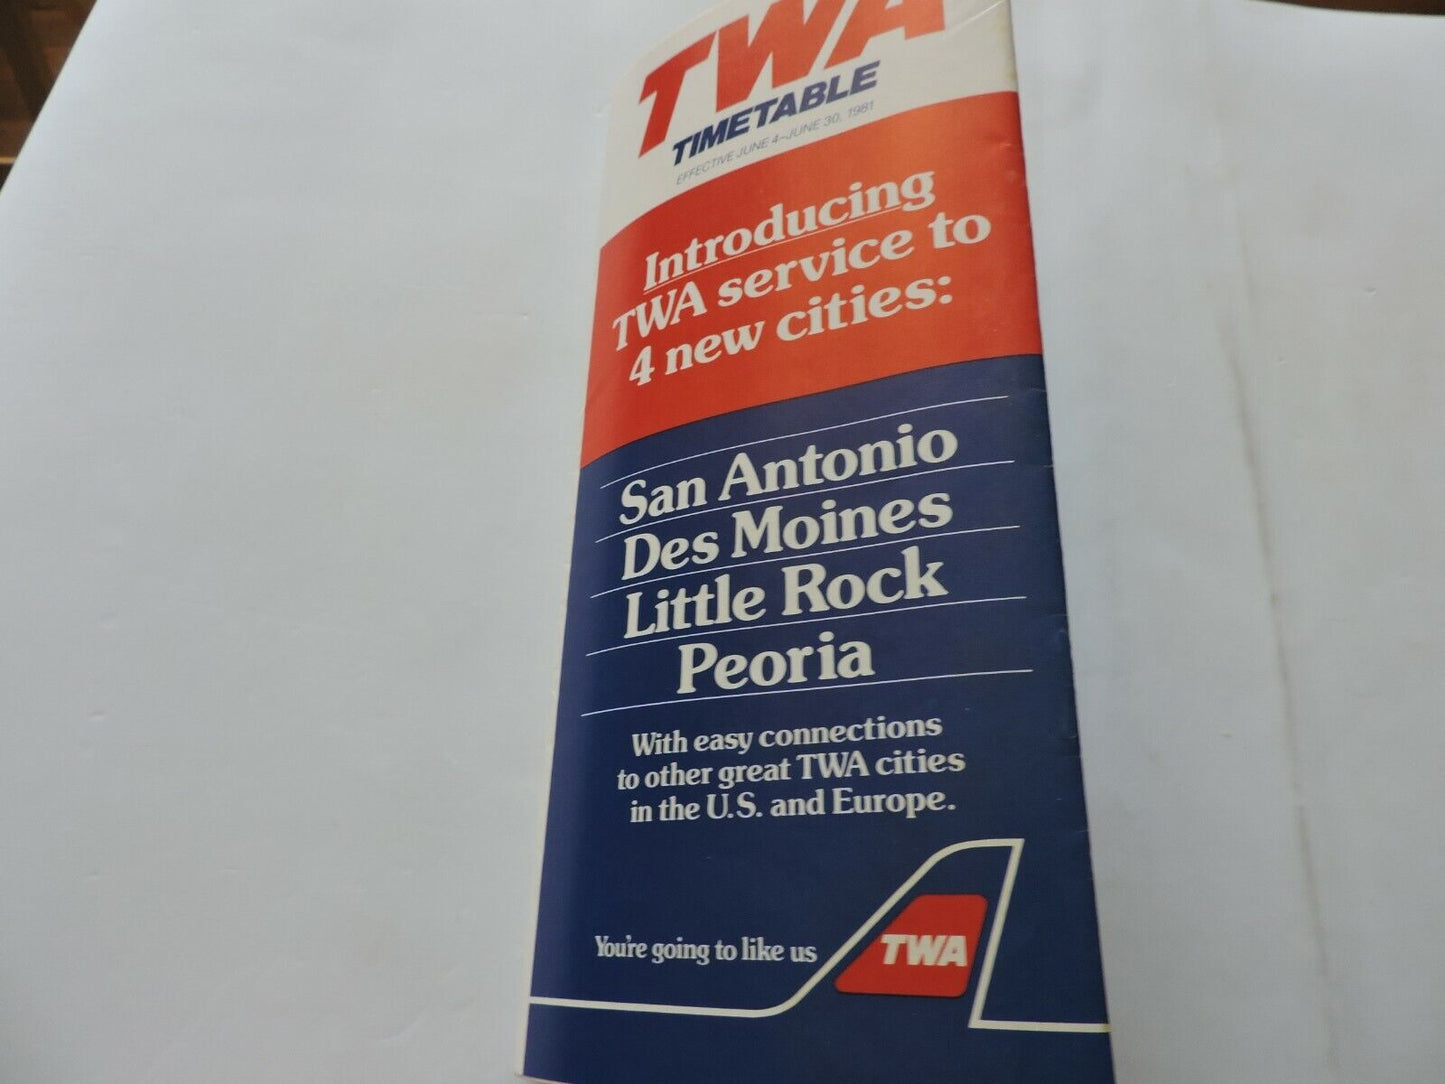 TWA
TIMETABLE
EFFECTIVE JUNE 4-JUNE 30, 1981
Introducing
TWA service to
4 new cities:
San Antonio
Des Moines
Little Rock
Peoria
With easy connections
to other great TWA cities
in the U.S. and Europe.
You're going to like us
TWA